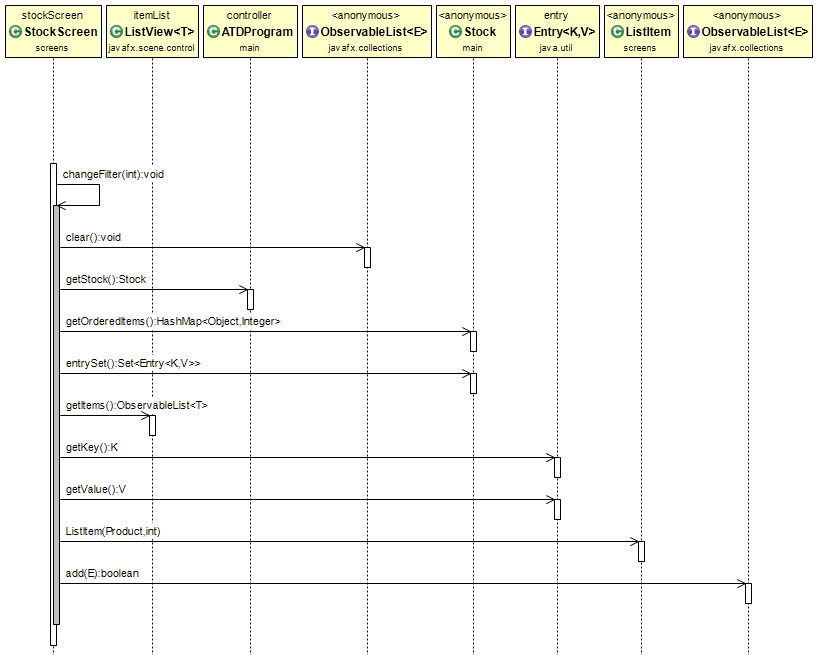 stockScreen
C StockScreen
screens
itemList
C ListView<T>
javafx.scene.control
controller
C ATDProgram
main
<anonymous>
I ObservableList<E>
javafx.collections
<anonymous>
C Stock
main
entry
I Entry<K,V>
java.util
<anonymous>
C ListItem
screens
<anonymous>
I ObservableList<E>
javafx.collections
changeFilter(int):void
clear():void
getStock():Stock
getOrderedItems():HashMap<Object,Integer>
entrySet():Set<Entry<K,V>>
getItems():ObservableList<T>
getKey():K
getValue():V
ListItem(Product,int)
add(E):boolean